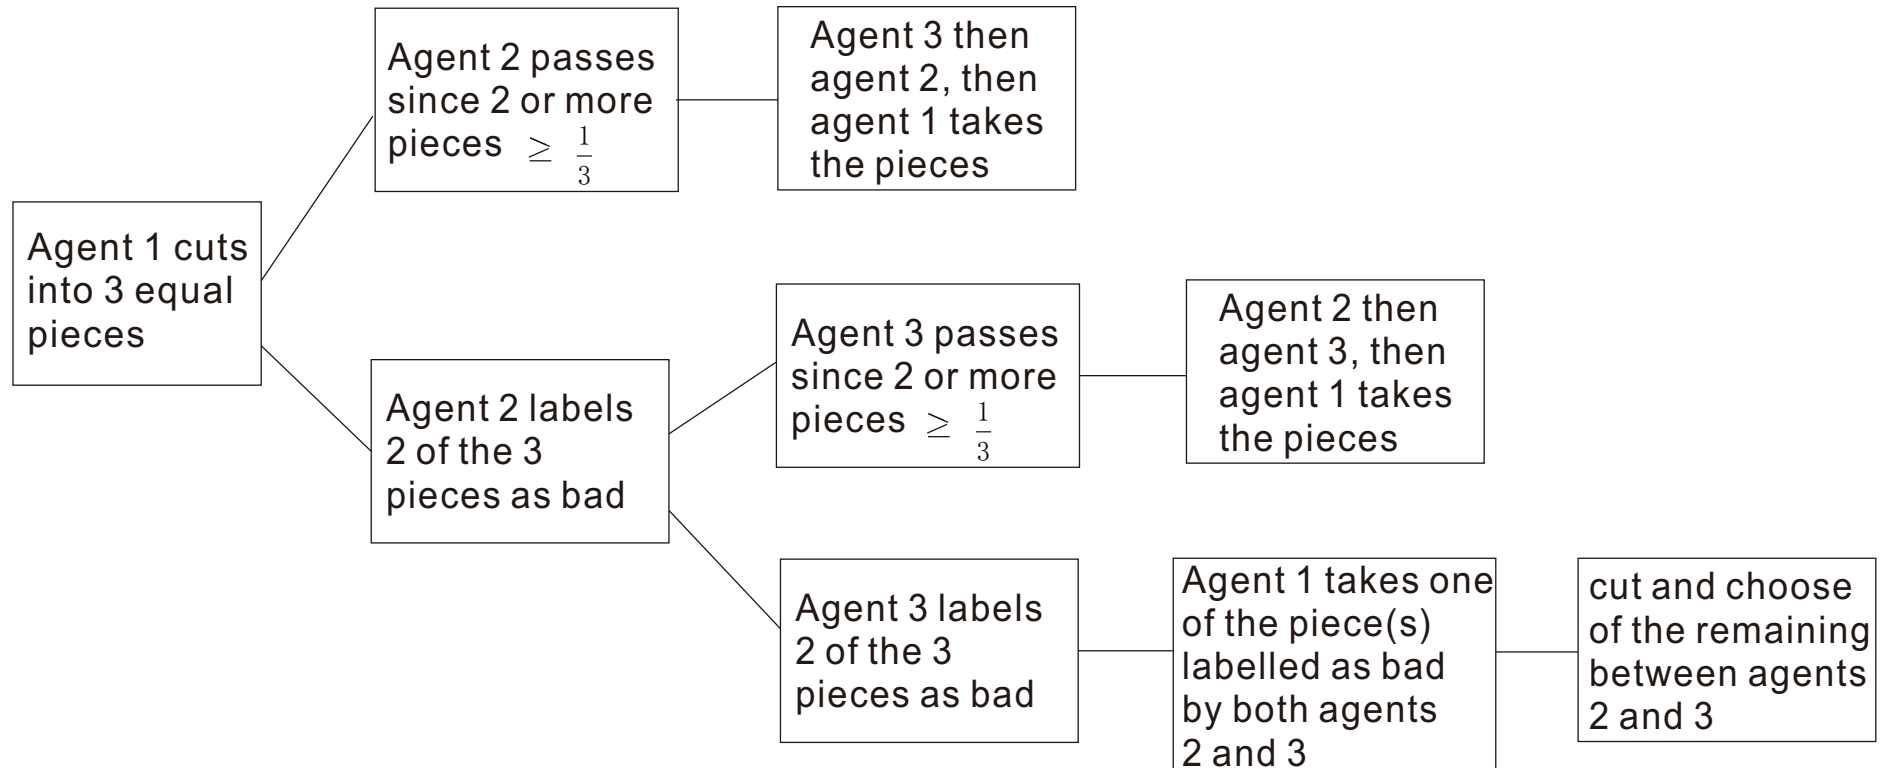 Agent 1 cuts
into 3 equal
pieces
Agent 2 passes
since 2 or more
pieces ≥ 1/3
Agent 3 then
agent 2, then
agent 1 takes
the pieces
Agent 2 labels
2 of the 3
pieces as bad
Agent 3 passes
since 2 or more
pieces ≥ 1/3
Agent 2 then
agent 3, then
agent 1 takes
the pieces
Agent 3 labels
2 of the 3
pieces as bad
Agent 1 takes one
of the piece(s)
labelled as bad
by both agents
2 and 3
cut and choose
of the remaining
between agents
2 and 3